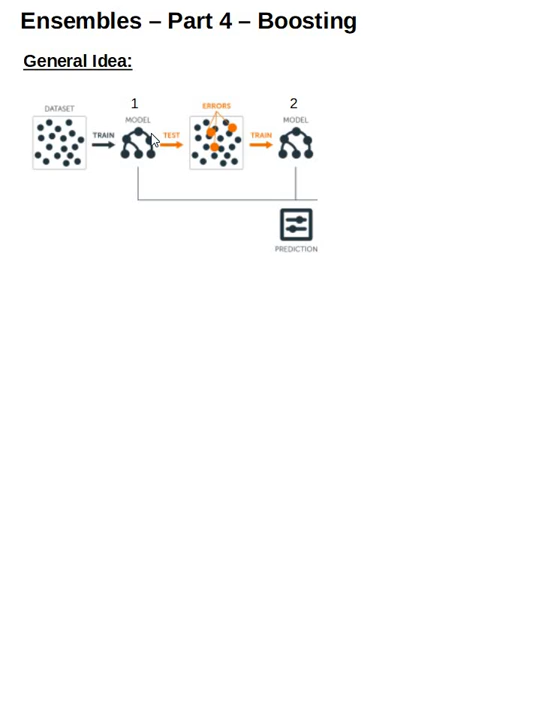 Ensembles – Part 4 – Boosting
General Idea:
1
ERRORS
2
DATASET
MODEL
MODEL
TRAIN
TEST
TRAIN
PREDICTION